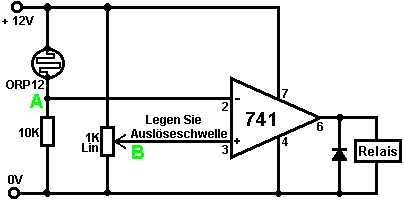 + 12V
ORP12
A
10K
1K
Lin
Legen Sie
Auslöseschwelle
B
2
-
+
3
741
7
6
4
Relais
0V